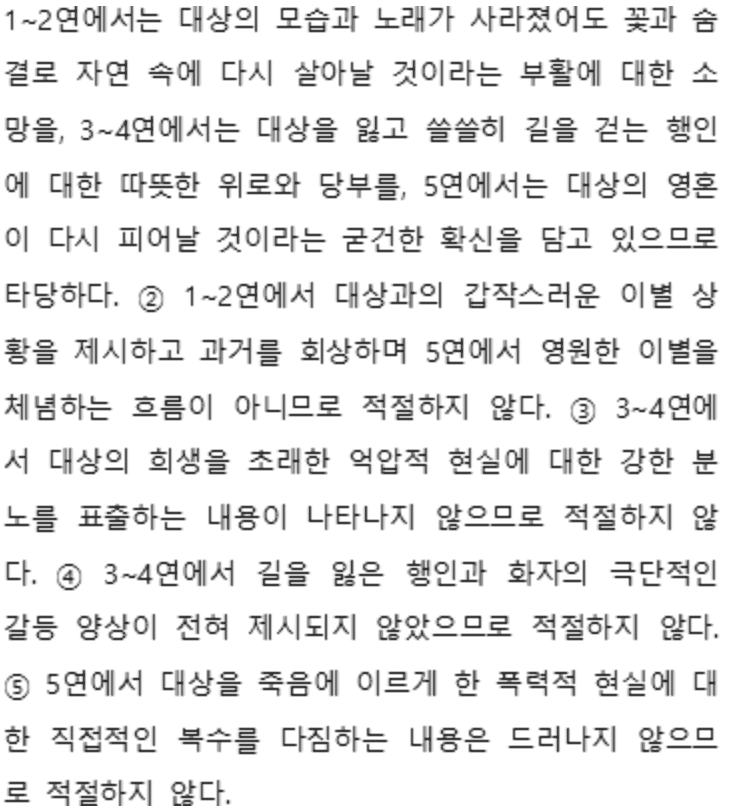 1~2연에서는 대상의 모습과 노래가 사라졌어도 꽃과 숨
결로 자연 속에 다시 살아날 것이라는 부활에 대한 소
망을, 3~4연에서는 대상을 잃고 쓸쓸히 길을 걷는 행인
에 대한 따뜻한 위로와 당부를, 5연에서는 대상의 영혼
이 다시 피어날 것이라는 굳건한 확신을 담고 있으므로
타당하다. ② 1~2연에서 대상과의 갑작스러운 이별 상
황을 제시하고 과거를 회상하며 5연에서 영원한 이별을
체념하는 흐름이 아니므로 적절하지 않다. ③ 3~4연에
서 대상의 희생을 초래한 억압적 현실에 대한 강한 분
노를 표출하는 내용이 나타나지 않으므로 적절하지 않
다. ④ 3~4연에서 길을 잃은 행인과 화자의 극단적인
갈등 양상이 전혀 제시되지 않았으므로 적절하지 않다.
⑤ 5연에서 대상을 죽음에 이르게 한 폭력적 현실에 대
한 직접적인 복수를 다짐하는 내용은 드러나지 않으므
로 적절하지 않다.